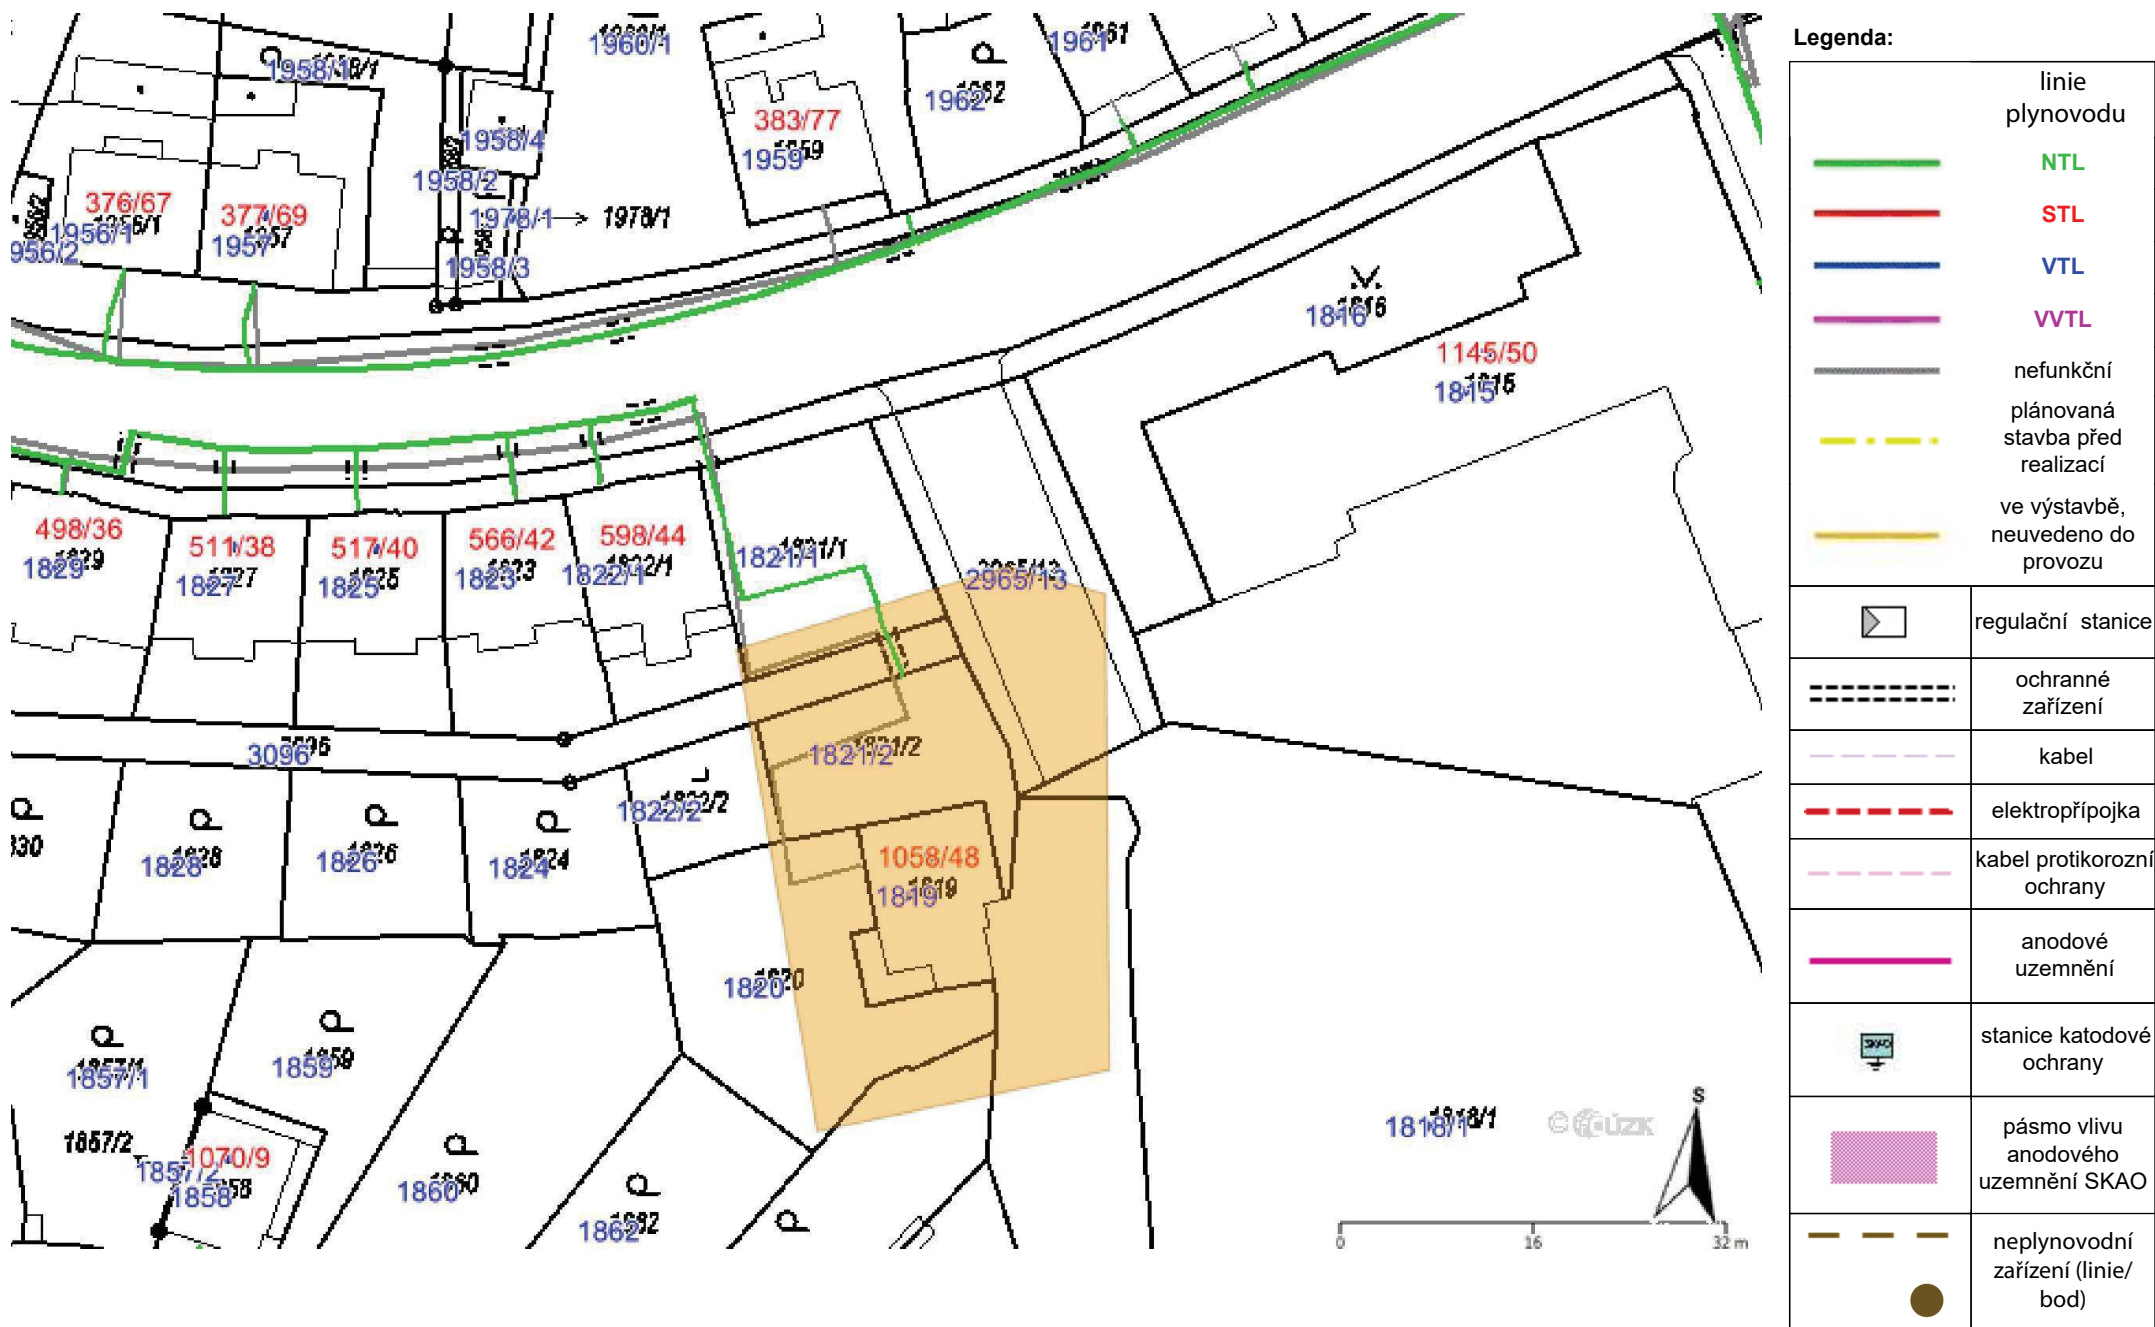 1960/1
1961
1958/1
1962
383/77
1959
1958/4
1958/2
376/67
1956/1
956/2
377/69
1957
1978/1
1978/1
1958/3
1816
1145/50
1815
498/36
1829
511/38
1827
517/40
1825
566/42
1823
598/44
1822/1
1821/1
2965/13
3096
1821/2
1822/2
330
1828
1826
1824
1058/48
1819
1820
1857/1
1859
1857/2
1857/2
1070/9
1858
1860
1862
1818/1
S
0 16 32 m
Legenda:
linie
plynovodu
NTL
STL
VTL
VVTL
nefunkční
plánovaná
stavba před
realizací
ve výstavbě,
neuvedeno do
provozu
regulační stanice
ochranné
zařízení
kabel
elektropřípojka
kabel protikorozní
ochrany
anodové
uzemnění
SKAO
stanice katodové
ochrany
pásmo vlivu
anodového
uzemnění SKAO
neplynovodní
zařízení (linie/
bod)